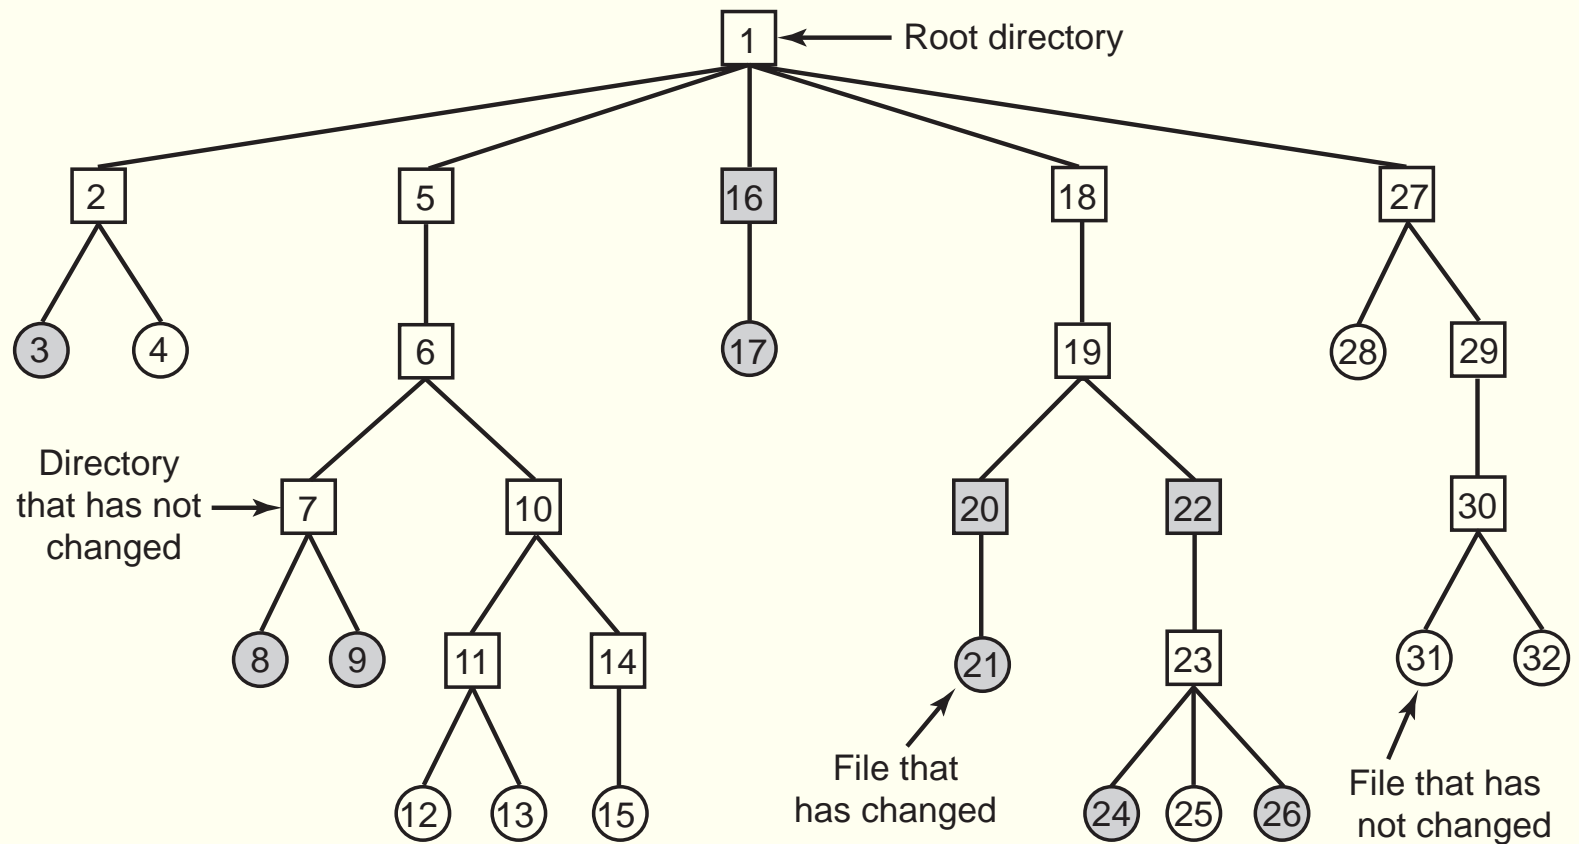 1 Root directory
2 5 16 18 27
3 4 6 17 19 28 29
Directory
that has not
changed
7 10 20 22 30
8 9 11 14 21 23 31 32
File that
has changed
File that has
not changed
12 13 15 24 25 26